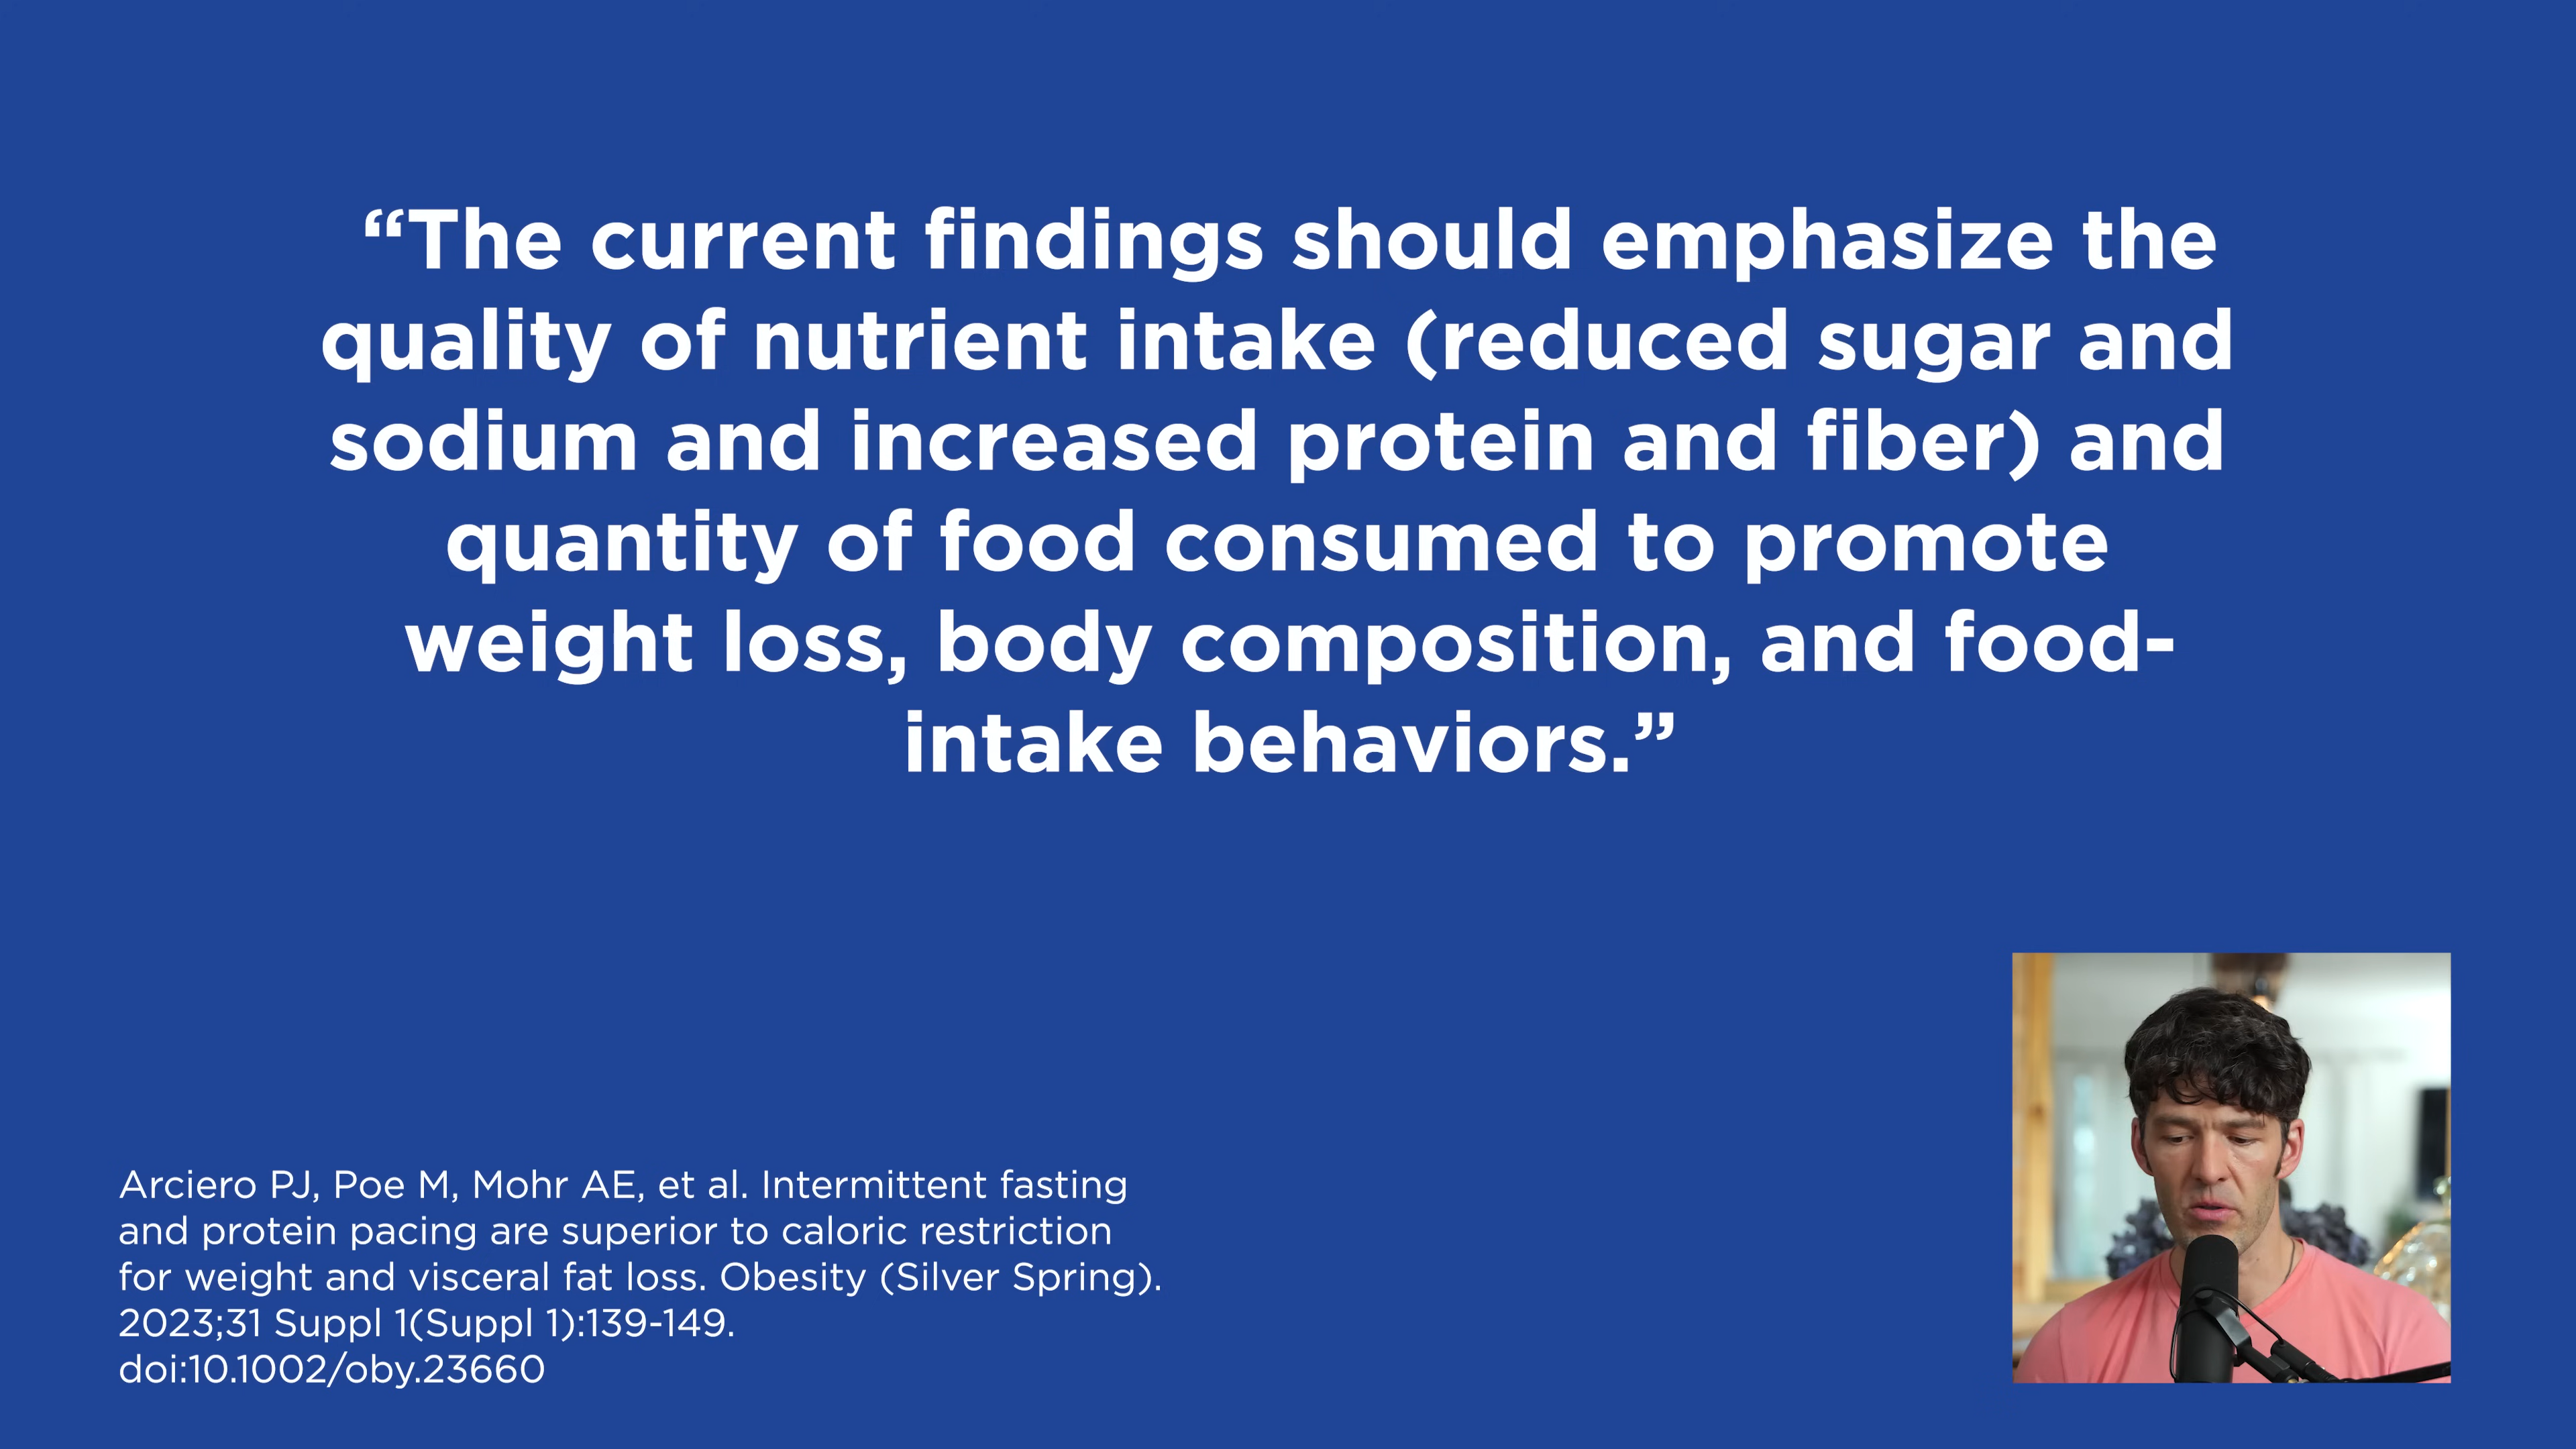 “The current findings should emphasize the
quality of nutrient intake (reduced sugar and
sodium and increased protein and fiber) and
quantity of food consumed to promote
weight loss, body composition, and food-
intake behaviors.”
Arciero PJ, Poe M, Mohr AE, et al. Intermittent fasting
and protein pacing are superior to caloric restriction
for weight and visceral fat loss. Obesity (Silver Spring).
2023;31 Suppl 1(Suppl 1):139-149.
doi:10.1002/oby.23660